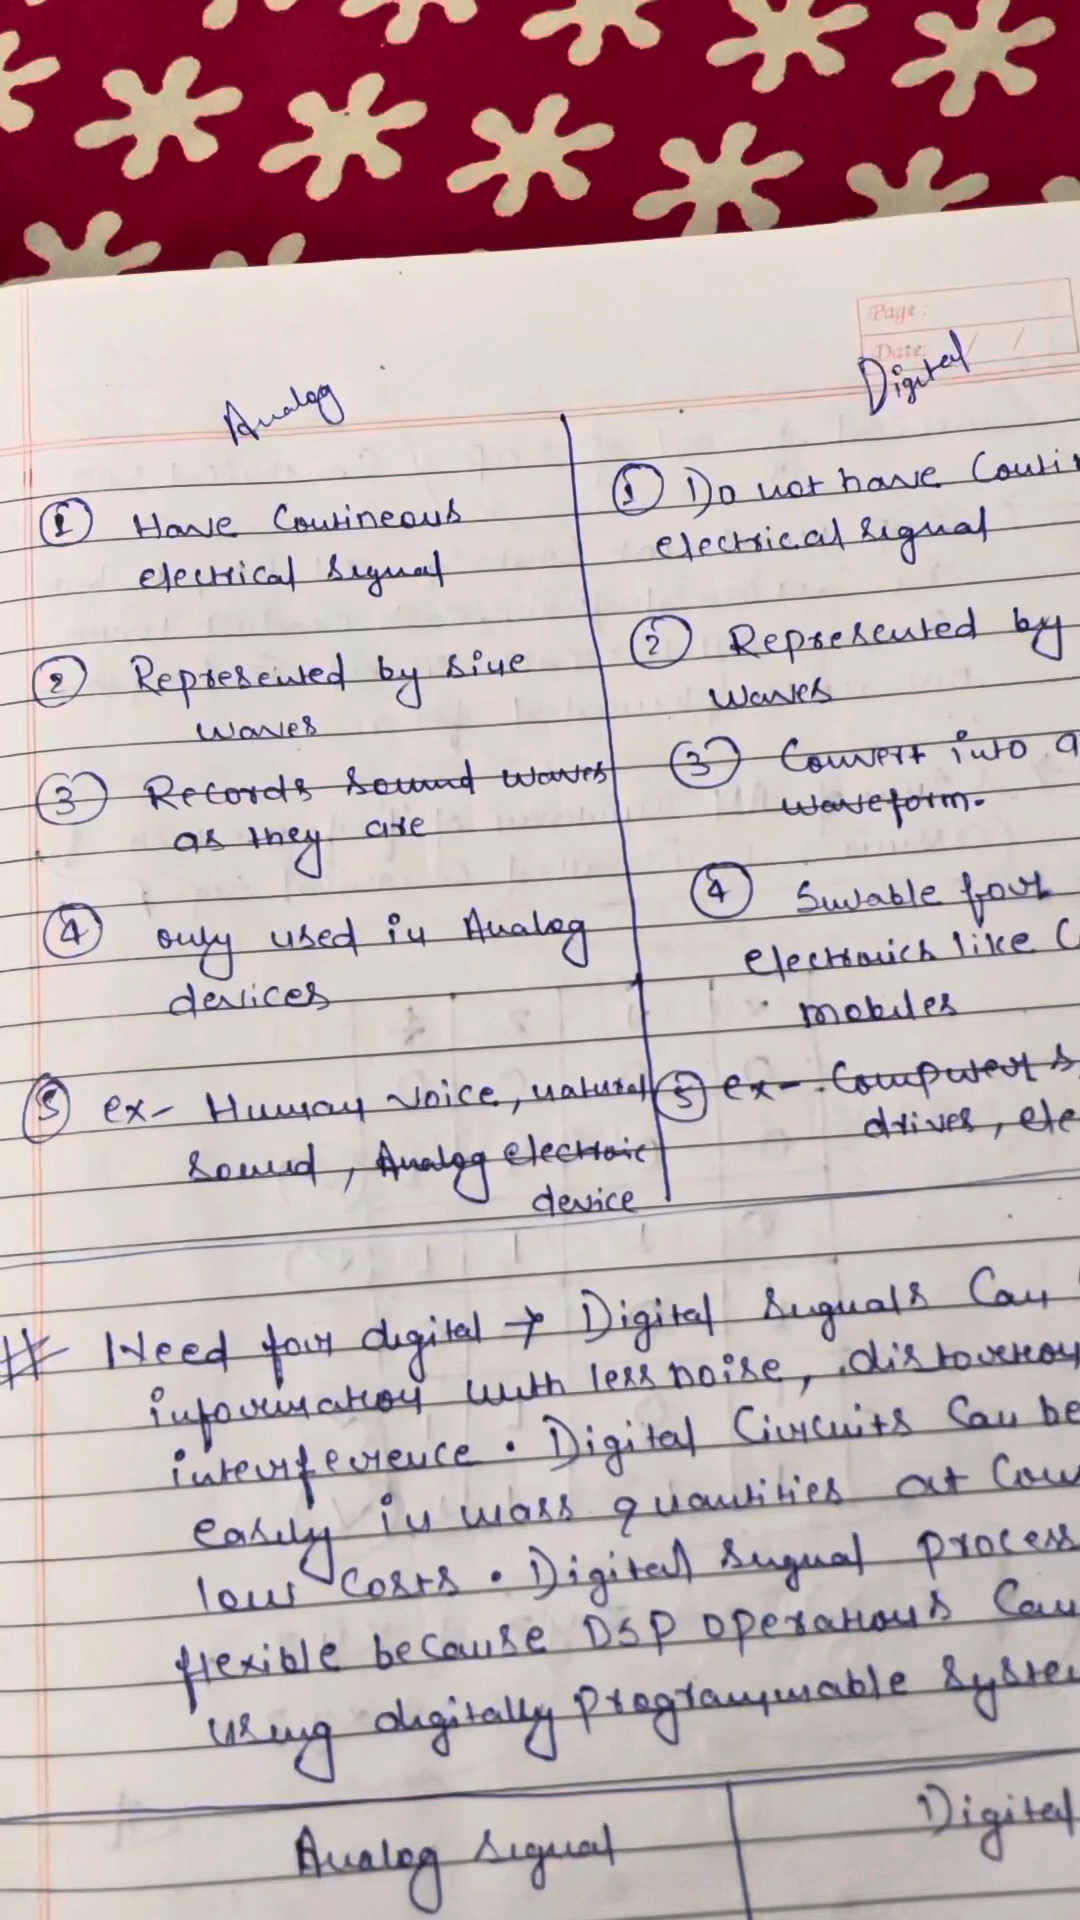 Page:
Date: / /
Analog
Digital
① Have Contineous
electrical signal
② Represented by sine
waves
③ Records sound waves
as they are
④ only used in Analog
devices
⑤ ex- Human voice, natural
sound, Analog electronic
device
① Do not have Contin
electrical signal
② Represented by
waves
③ Convert into a
waveform.
④ Suitable for
electronics like C
mobiles
⑤ ex- Computers
drives, etc
# Need for digital → Digital signals Can
information with less noise, distortion
interference. Digital Circuits Can be
easily in mass quantities at
low costs. Digital signal process
flexible because DSP operations Can
using digitally programmable system
Analog signal
Digital